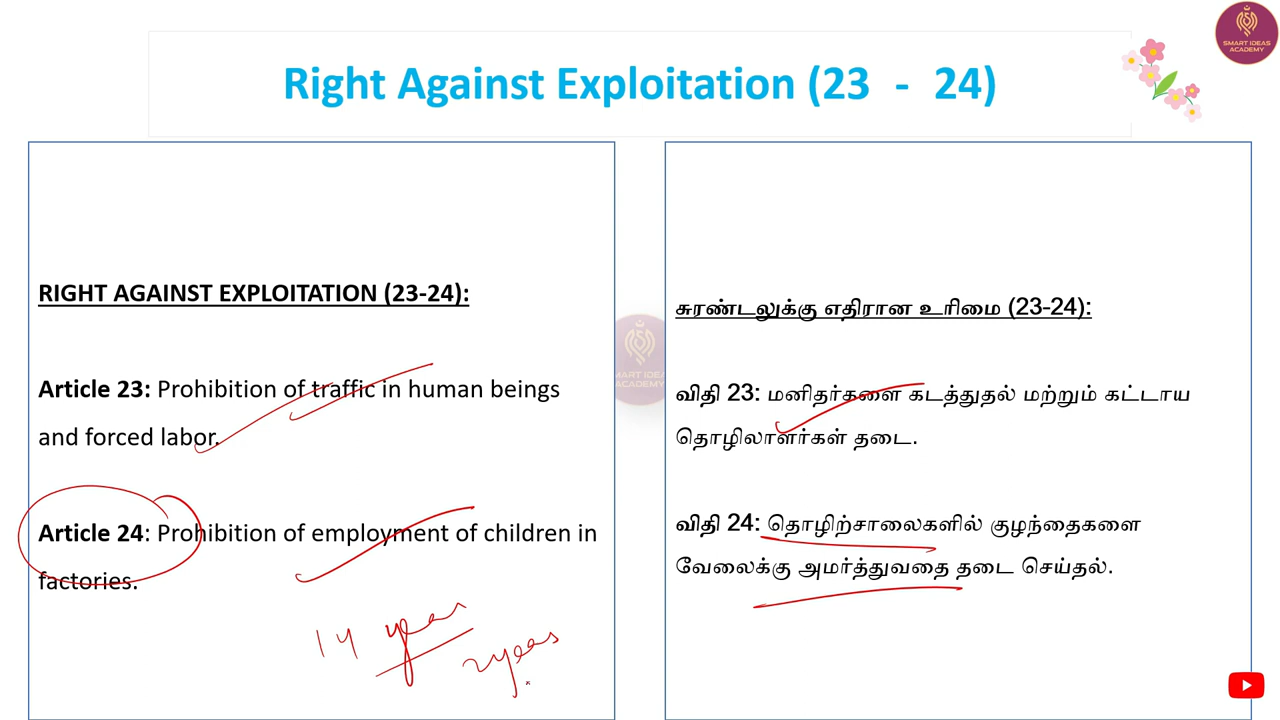 SMART IDEAS
ACADEMY
Right Against Exploitation (23 - 24)
RIGHT AGAINST EXPLOITATION (23-24):
Article 23: Prohibition of traffic in human beings
and forced labor.
Article 24: Prohibition of employment of children in
factories.
14 year
2 years
சுரண்டலுக்கு எதிரான உரிமை (23-24):
விதி 23: மனிதர்களை கடத்துதல் மற்றும் கட்டாய
தொழிலாளர்கள் தடை.
விதி 24: தொழிற்சாலைகளில் குழந்தைகளை
வேலைக்கு அமர்த்துவதை தடை செய்தல்.